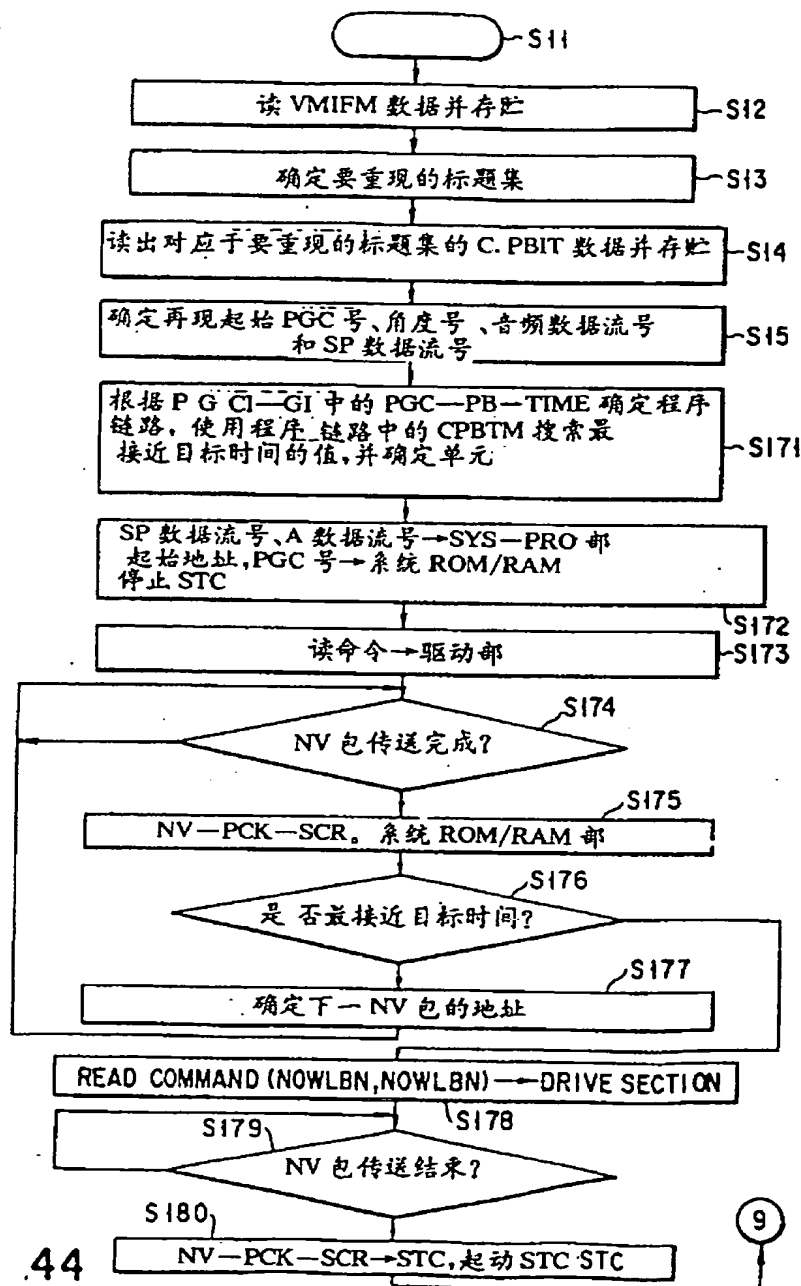 S11
读 VMIFM 数据并存贮
S12
确定要重现的标题集
S13
读出对应于要重现的标题集的 C.PBIT 数据并存贮
S14
确定再现起始 PGC 号、角度号、音频数据流号
和 SP 数据流号
S15
根据 P G CI—GI 中的 PGC—PB—TIME 确定程序
链路，使用程序 链路中的 CPBTM 搜索最
接近目标时间的值,并确定单元
S171
SP 数据流号、A 数据流号→SYS—PRO 部
起始地址,PGC 号→系统 ROM/RAM
停止 STC
S172
读命令→驱动部
S173
S174
NV 包传送完成?
S175
NV—PCK—SCR。系统 ROM/RAM 部
S176
是 否最接近目标时间?
S177
确定下一 NV 包的地址
READ COMMAND (NOWLBN,NOWLBN)→DRIVE SECTION
S178
S179
NV 包传送结束?
S180
NV—PCK—SCR→STC,起动 STC STC
9
.44